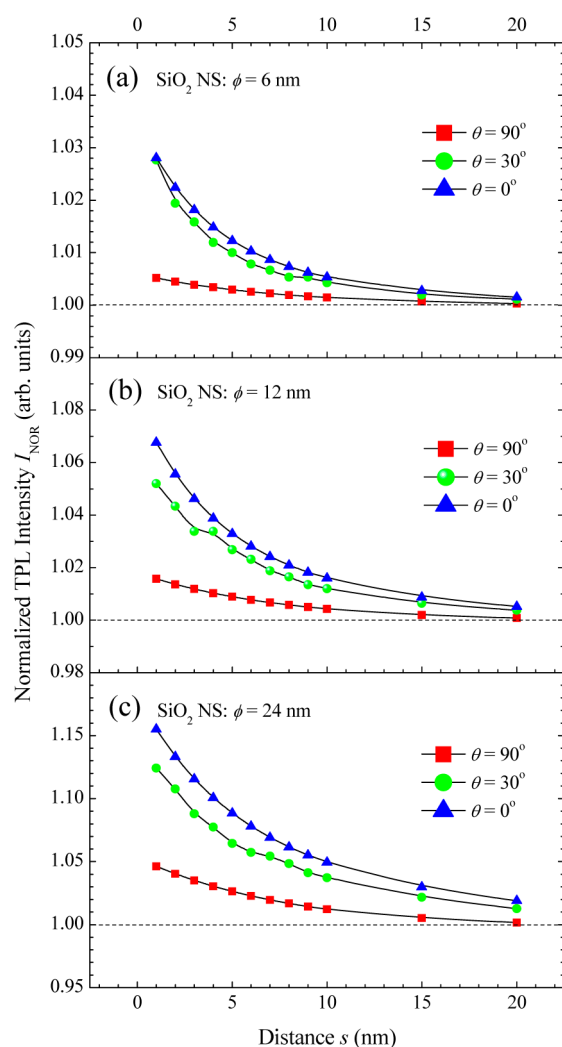 0 5 10 15 20
1.05
(a) SiO₂ NS: ϕ = 6 nm
1.04
θ = 90°
1.03
θ = 30°
θ = 0°
1.02
1.01
1.00
0.99
(b) SiO₂ NS: ϕ = 12 nm
1.08
θ = 90°
1.06
θ = 30°
θ = 0°
1.04
1.02
1.00
0.98
(c) SiO₂ NS: ϕ = 24 nm
1.15
θ = 90°
θ = 30°
θ = 0°
1.10
1.05
1.00
0.95
0 5 10 15 20
Distance s (nm)
Normalized TPL Intensity I_NOR (arb. units)